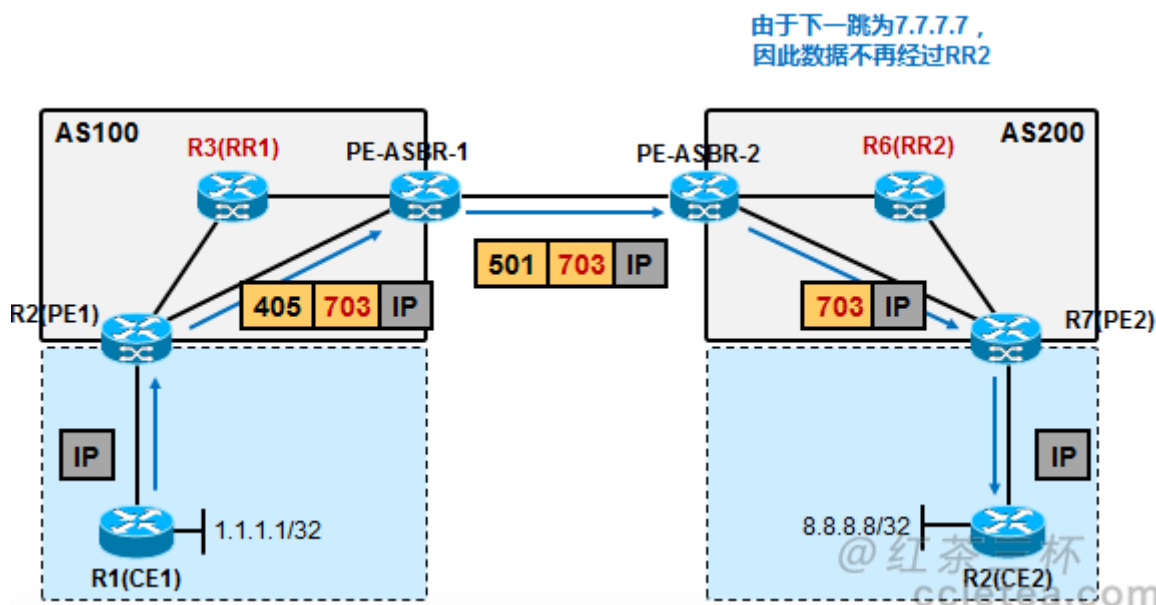 由于下一跳为7.7.7.7，
因此数据不再经过RR2
AS100
AS200
R3(RR1)
PE-ASBR-1
PE-ASBR-2
R6(RR2)
501 703 IP
R2(PE1)
405 703 IP
703 IP
R7(PE2)
IP
IP
1.1.1.1/32
8.8.8.8/32
@红茶三杯
R1(CE1)
R2(CE2)
ccietea.com